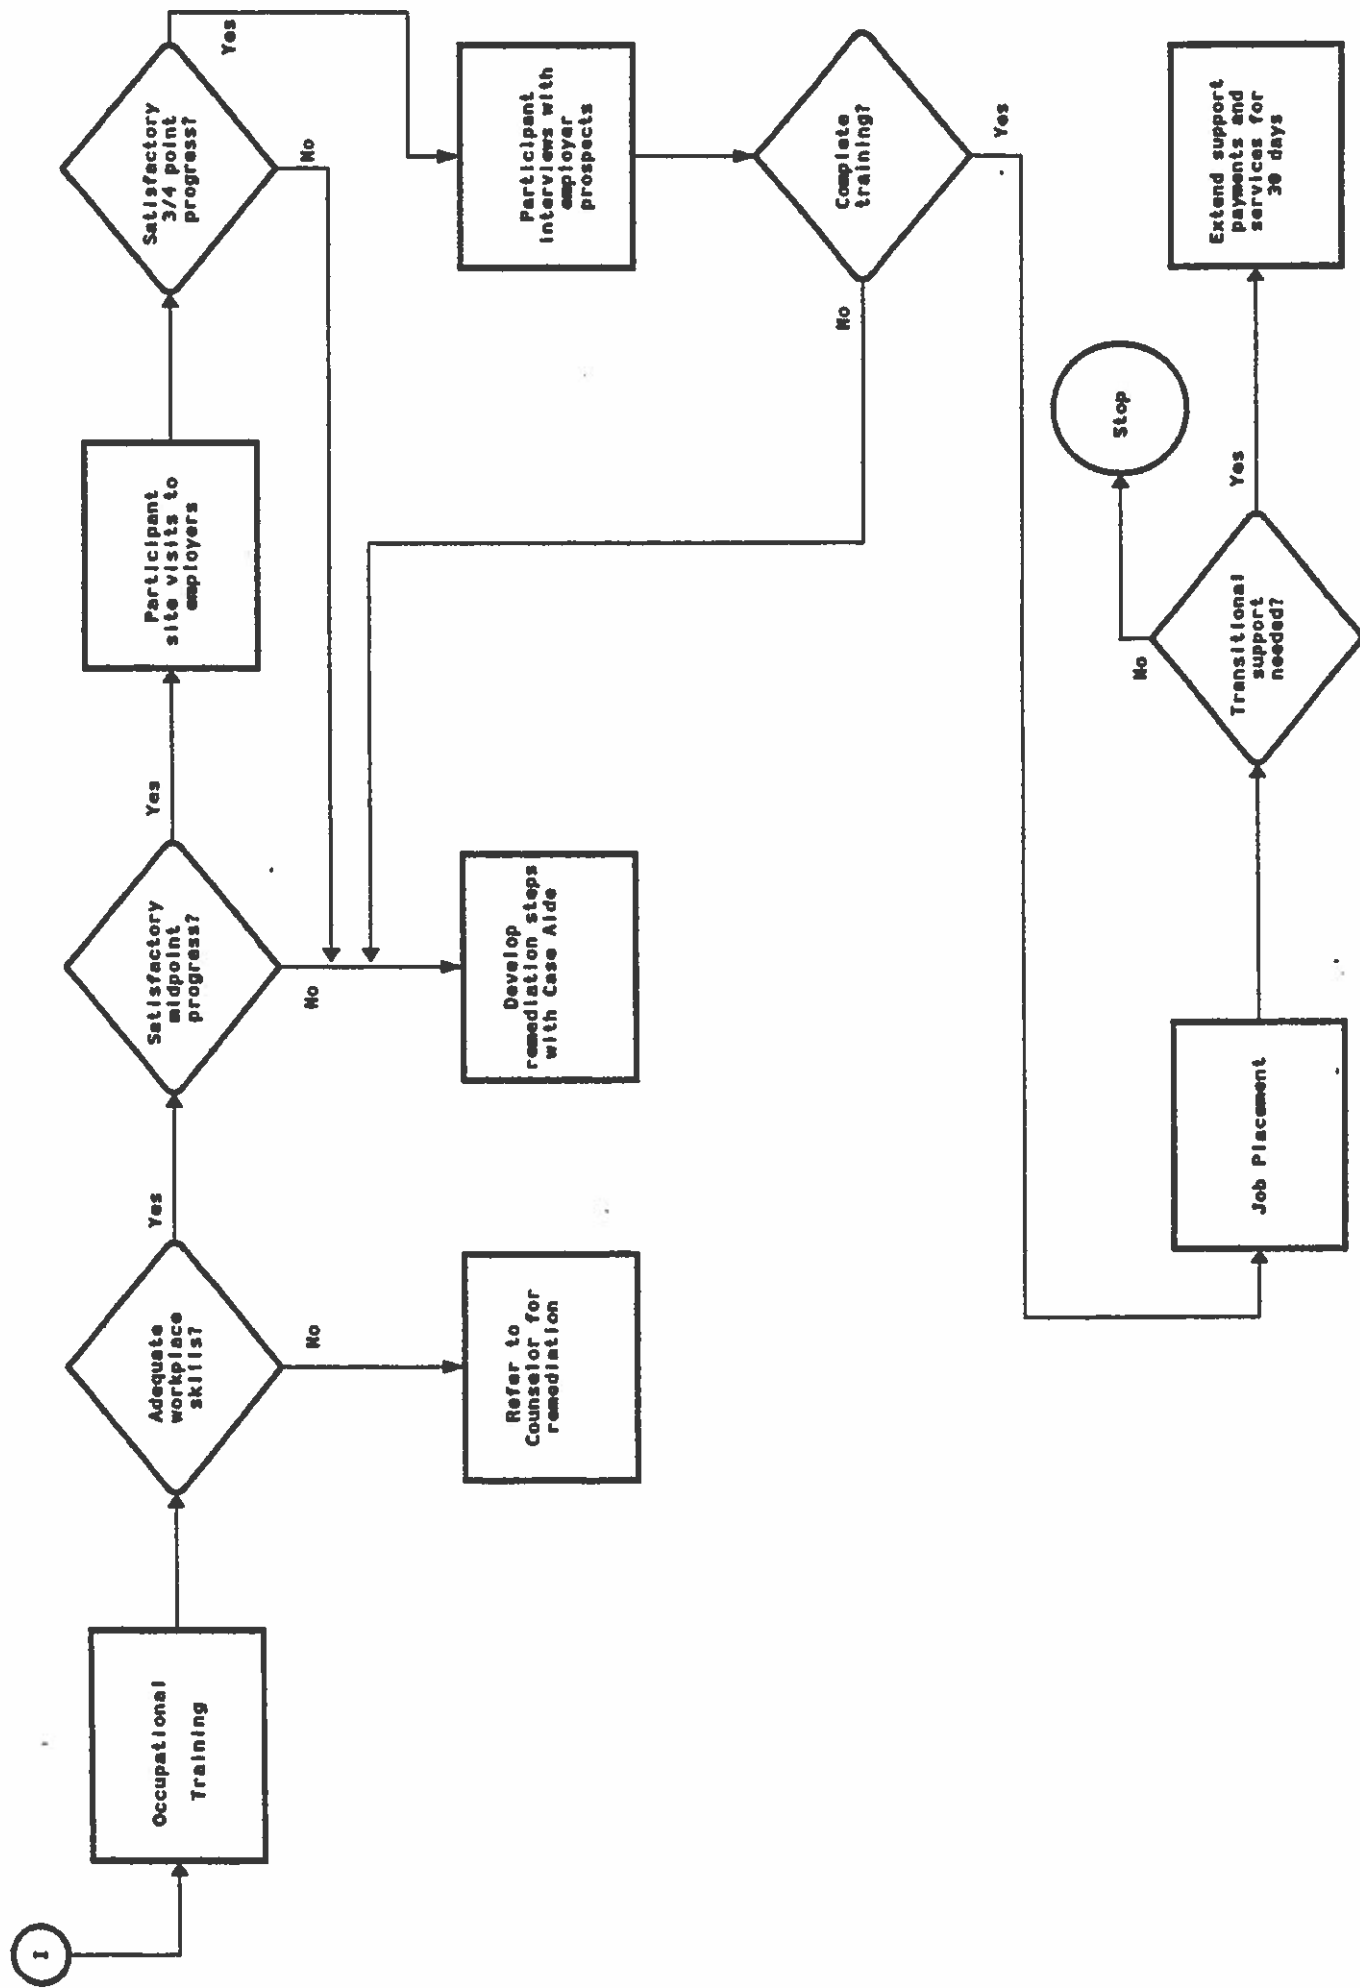 I
Occupational
Training
Adequate
workplace
skills?
Yes
No
Refer to
Counselor for
remediation
Satisfactory
midpoint
progress?
Yes
No
Develop
remediation steps
with Case Aide
Participant
site visits to
employers
Satisfactory
3/4 point
progress?
No
Yes
Participant
interviews with
employer
prospects
Complete
training?
No
Yes
Job Placement
Transitional
support
needed?
No
Stop
Yes
Extend support
payments and
services for
30 days